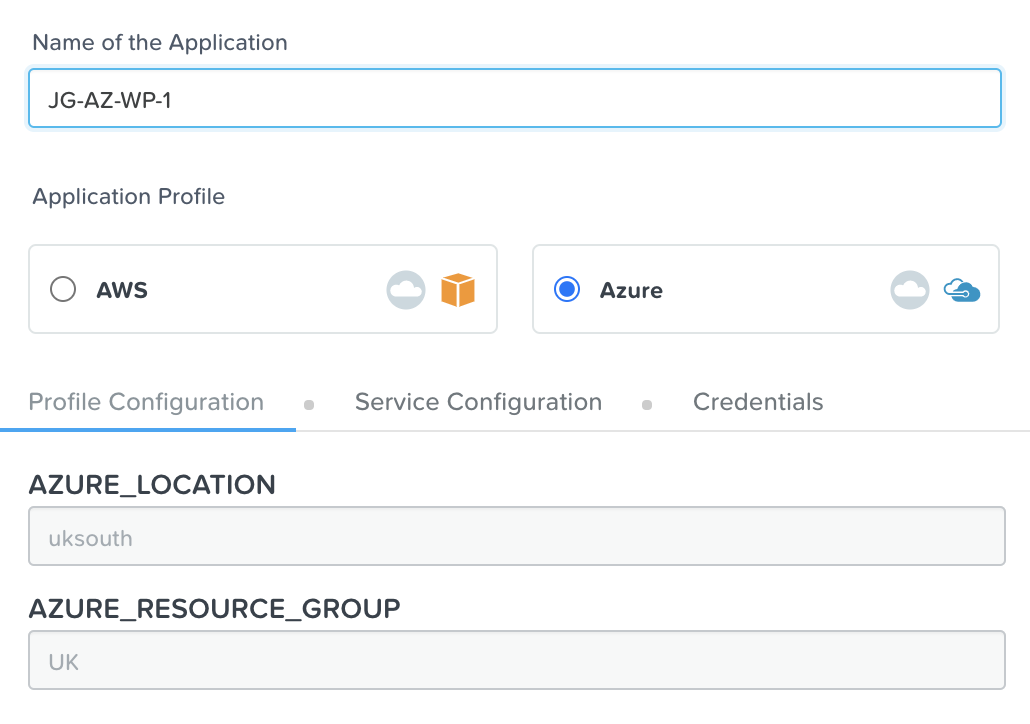 Name of the Application
JG-AZ-WP-1
Application Profile
AWS
Azure
Profile Configuration
Service Configuration
Credentials
AZURE_LOCATION
uksouth
AZURE_RESOURCE_GROUP
UK